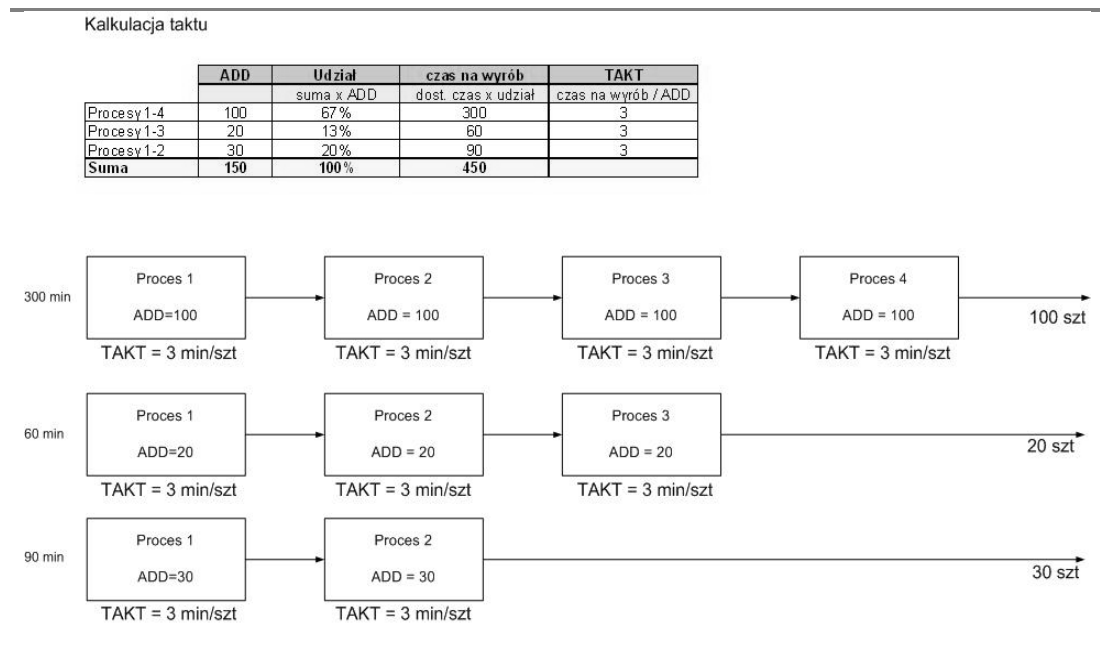 Kalkulacja taktu
ADD Udział czas na wyrób TAKT
suma x ADD dost. czas x udział czas na wyrób / ADD
Procesy 1-4 100 67% 300 3
Procesy 1-3 20 13% 60 3
Procesy 1-2 30 20% 90 3
Suma 150 100% 450
Proces 1 Proces 2 Proces 3 Proces 4
300 min
ADD=100 ADD = 100 ADD = 100 ADD = 100 100 szt
TAKT = 3 min/szt TAKT = 3 min/szt TAKT = 3 min/szt TAKT = 3 min/szt
Proces 1 Proces 2 Proces 3
60 min
ADD=20 ADD = 20 ADD = 20 20 szt
TAKT = 3 min/szt TAKT = 3 min/szt TAKT = 3 min/szt
Proces 1 Proces 2
90 min
ADD=30 ADD = 30 30 szt
TAKT = 3 min/szt TAKT = 3 min/szt